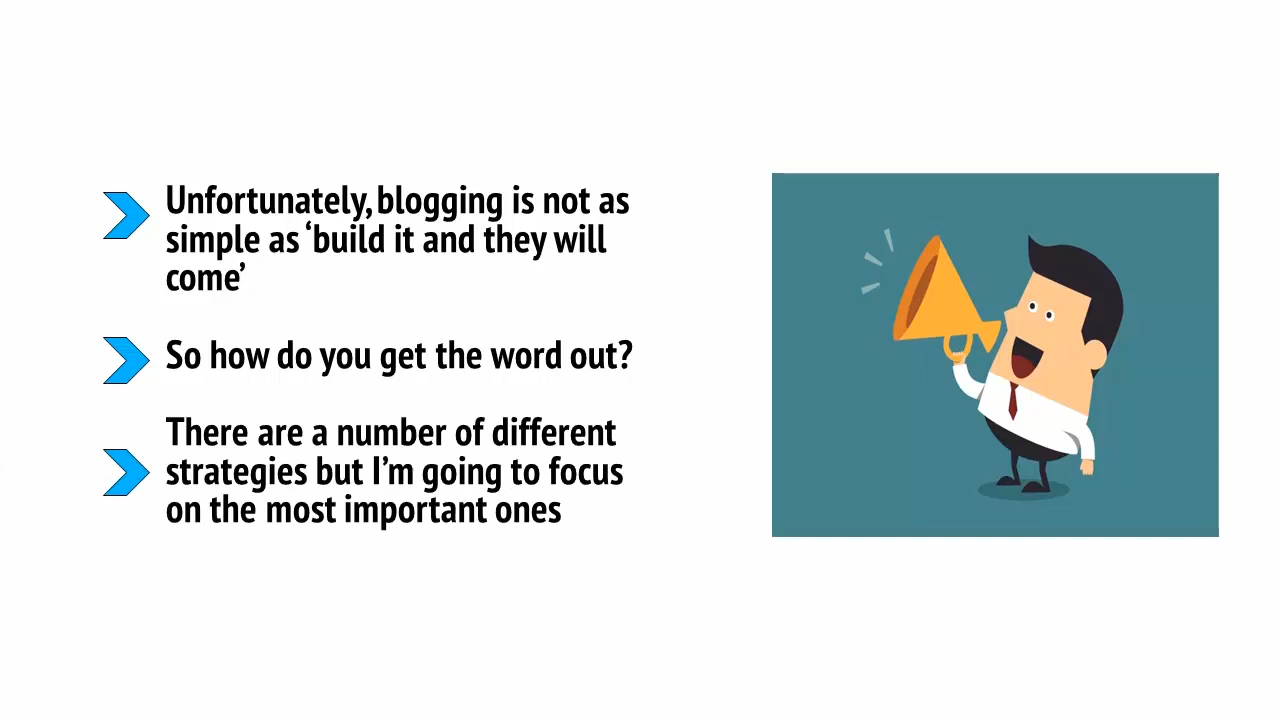 Unfortunately, blogging is not as
simple as ‘build it and they will
come’
So how do you get the word out?
There are a number of different
strategies but I’m going to focus
on the most important ones